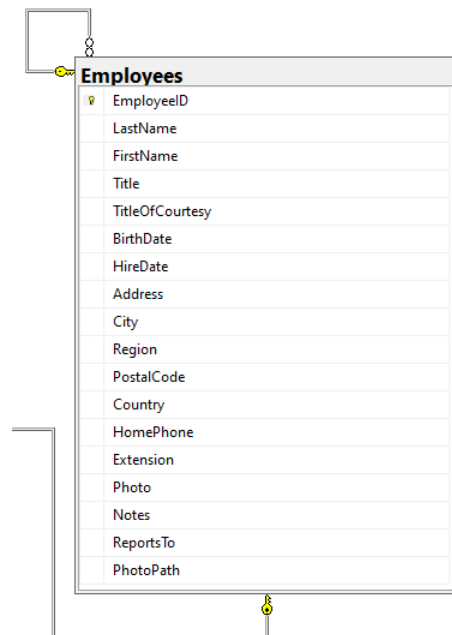 Employees
EmployeeID
LastName
FirstName
Title
TitleOfCourtesy
BirthDate
HireDate
Address
City
Region
PostalCode
Country
HomePhone
Extension
Photo
Notes
ReportsTo
PhotoPath